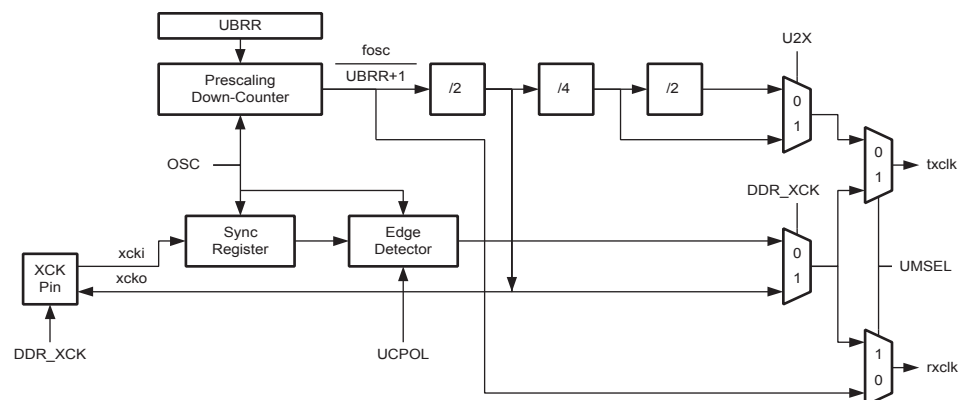 UBRR
fosc
UBRR+1
U2X
Prescaling
Down-Counter
/2
/4
/2
0
1
OSC
0
1
txclk
DDR_XCK
Sync
Register
Edge
Detector
xcki
0
1
XCK
Pin
xcko
UMSEL
DDR_XCK
UCPOL
1
0
rxclk